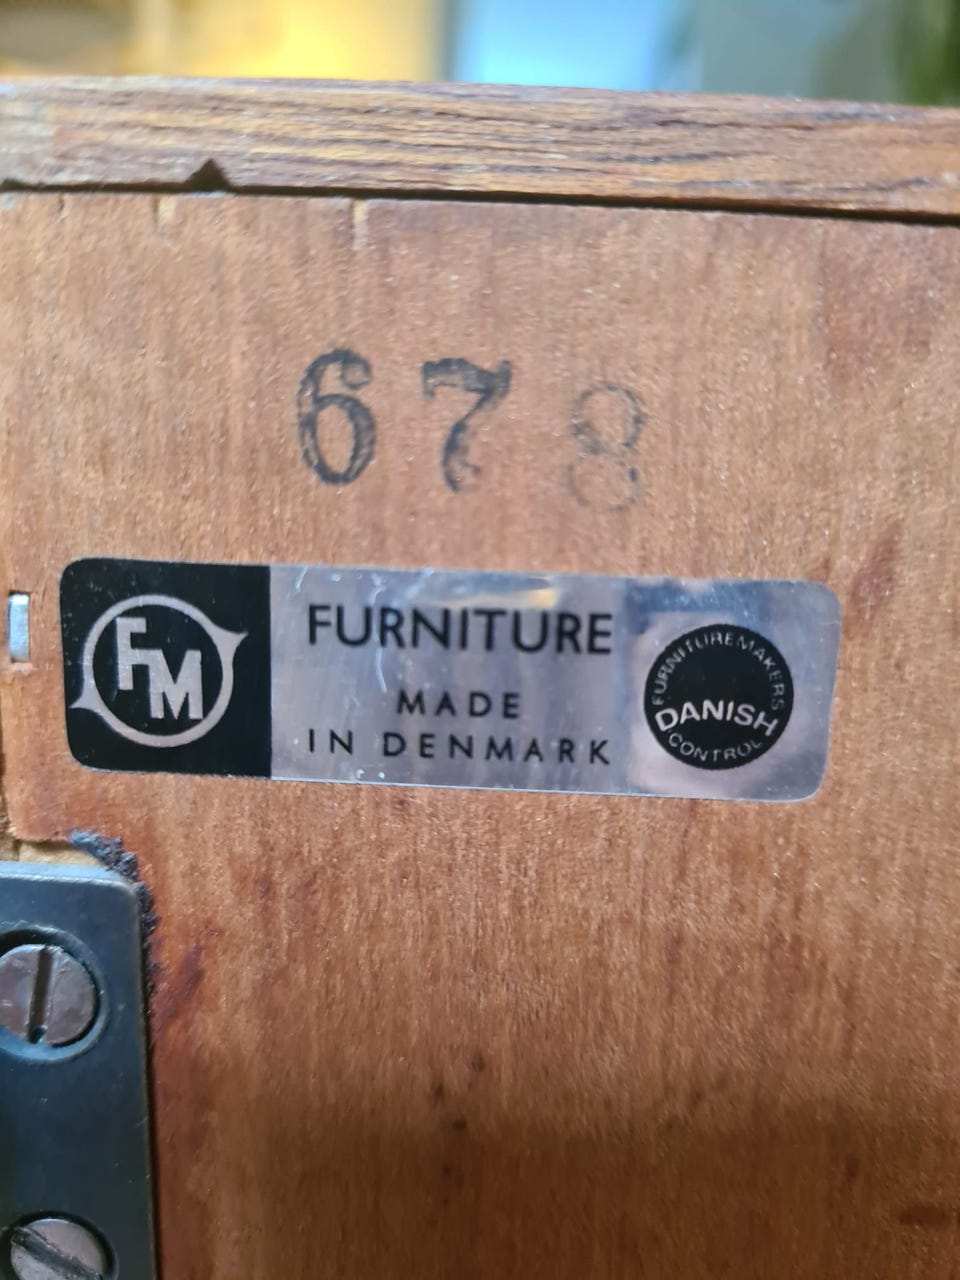 678
FM
FURNITURE
MADE
IN DENMARK
FURNITUREMAKERS
DANISH
CONTROL